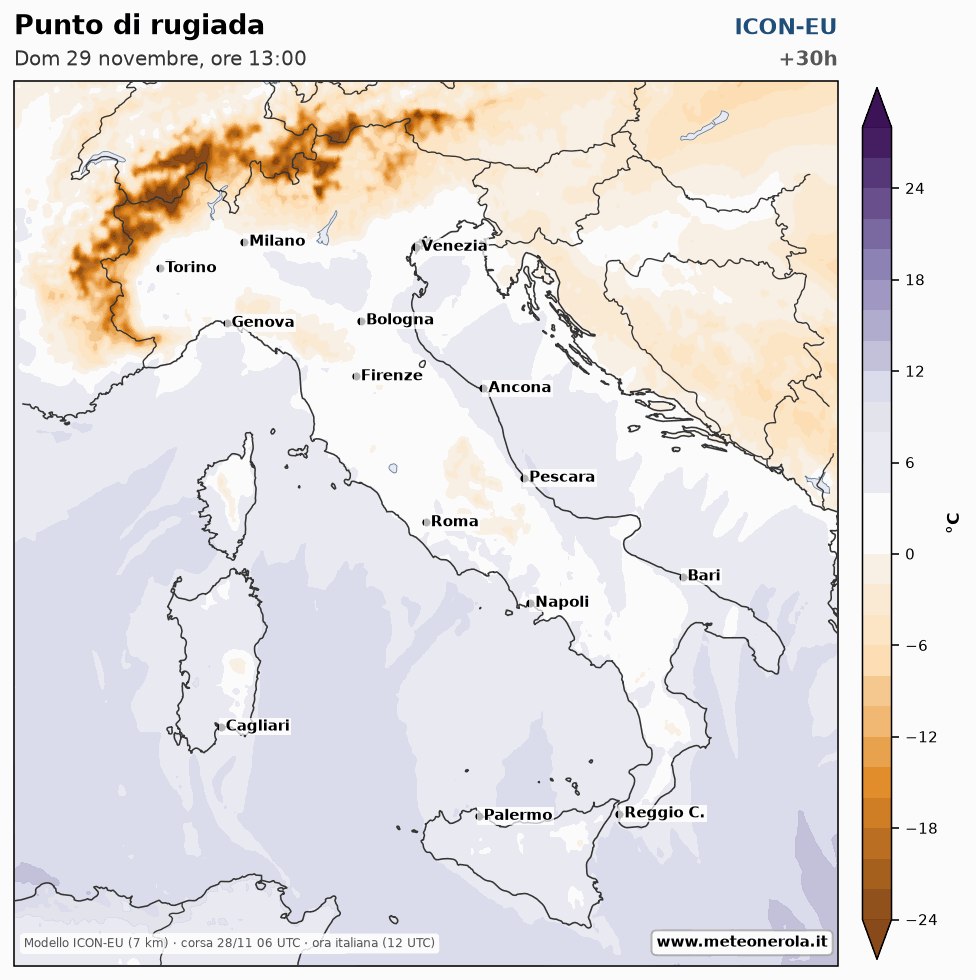 Punto di rugiada
ICON-EU
Dom 29 novembre, ore 13:00
+30h
Milano
Venezia
Torino
Genova
Bologna
Firenze
Ancona
Pescara
Roma
Bari
Napoli
Cagliari
Palermo
Reggio C.
24
18
12
6
0
−6
−12
−18
−24
°C
Modello ICON-EU (7 km) · corsa 28/11 06 UTC · ora italiana (12 UTC)
www.meteonerola.it